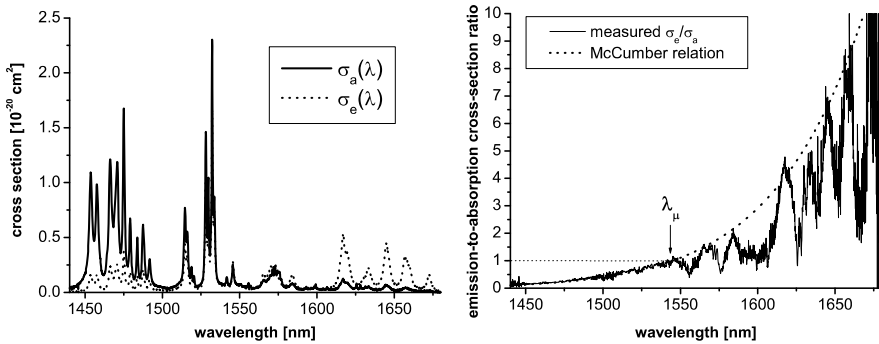 2.5
2.0
1.5
1.0
0.5
0.0
cross section [10⁻²⁰ cm²]
σₐ(λ)
σₑ(λ)
1450 1500 1550 1600 1650
wavelength [nm]
10
9
8
7
6
5
4
3
2
1
0
emission-to-absorption cross-section ratio
measured σₑ/σₐ
McCumber relation
λμ
1450 1500 1550 1600 1650
wavelength [nm]